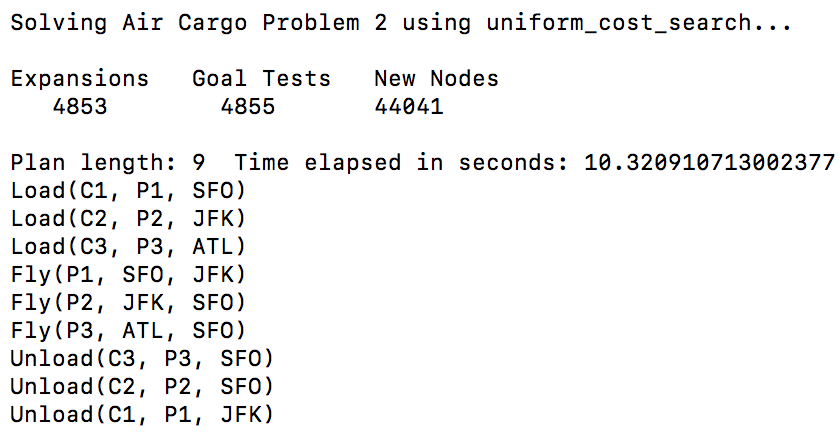 Solving Air Cargo Problem 2 using uniform_cost_search...
Expansions   Goal Tests   New Nodes
4853        4855       44041
Plan length: 9  Time elapsed in seconds: 10.320910713002377
Load(C1, P1, SFO)
Load(C2, P2, JFK)
Load(C3, P3, ATL)
Fly(P1, SFO, JFK)
Fly(P2, JFK, SFO)
Fly(P3, ATL, SFO)
Unload(C3, P3, SFO)
Unload(C2, P2, SFO)
Unload(C1, P1, JFK)